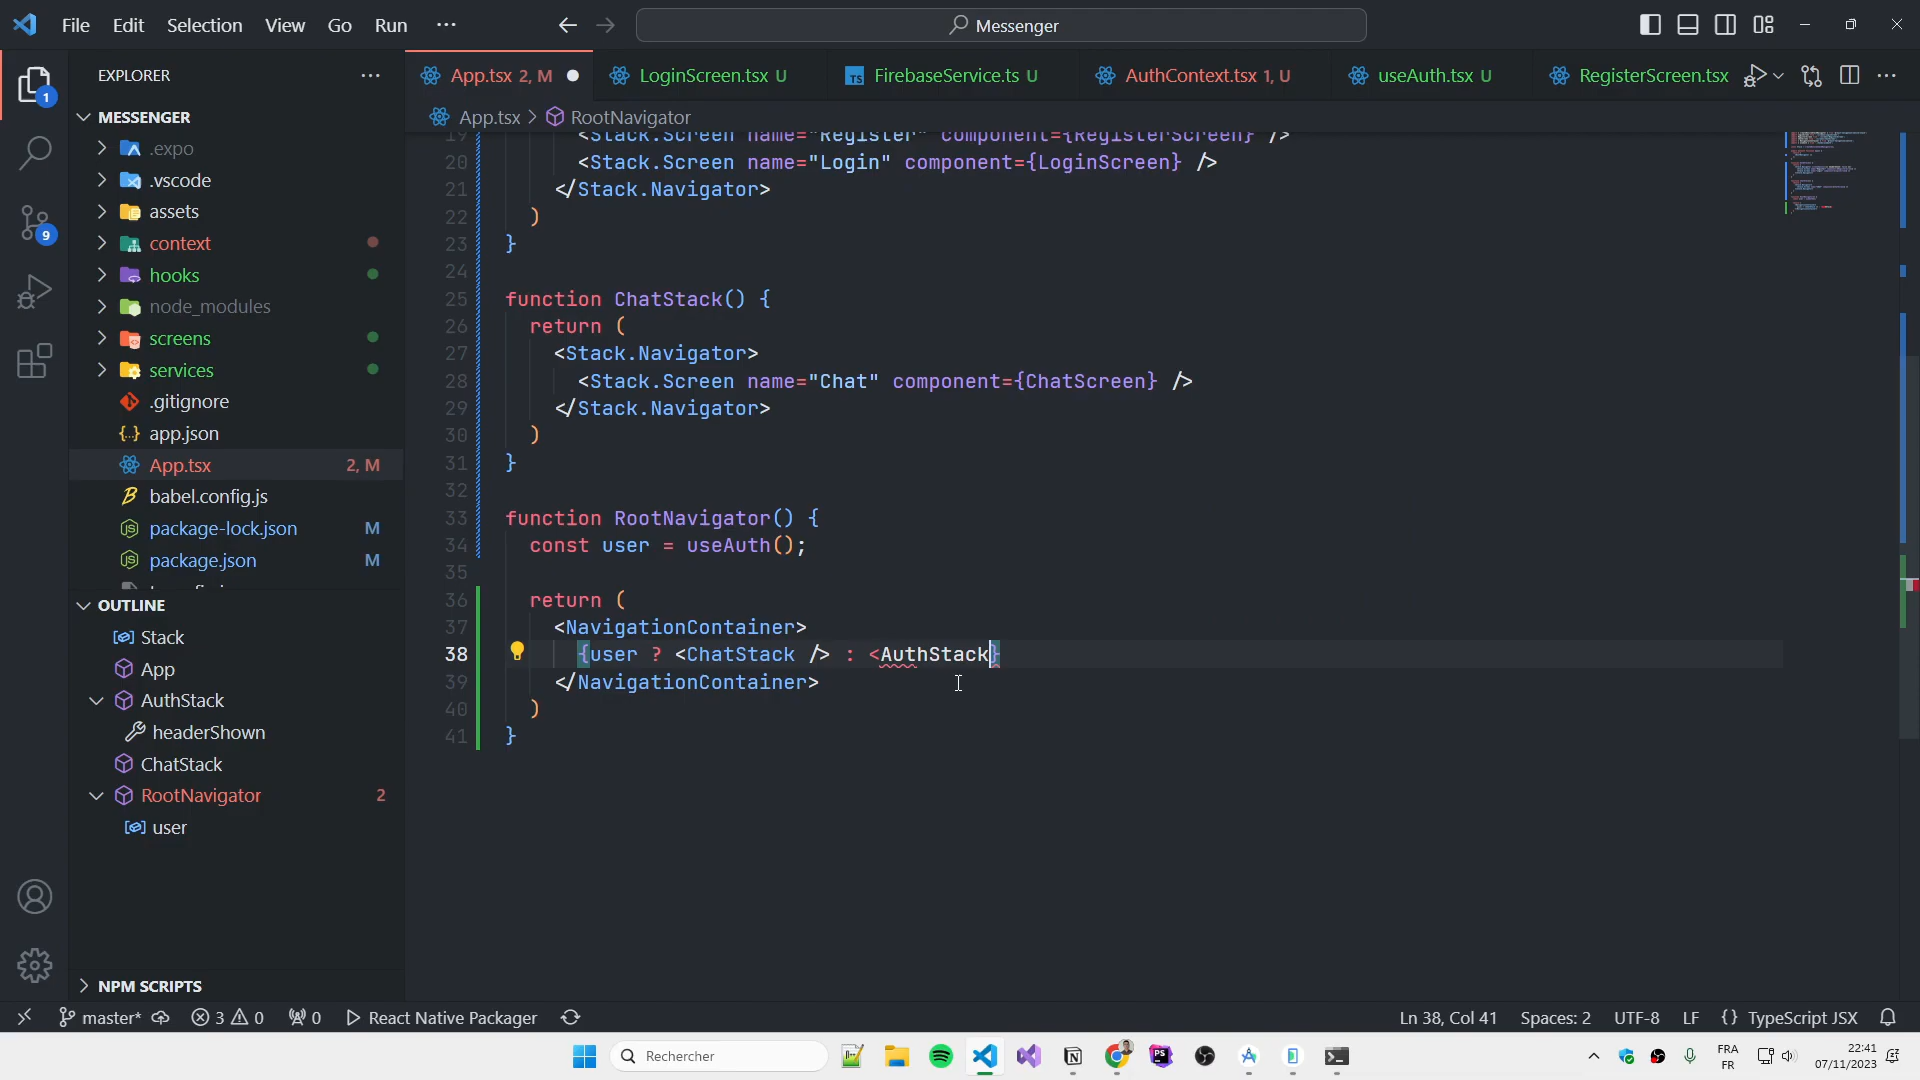 File Edit Selection View Go Run ···
Messenger
EXPLORER
App.tsx 2, M
LoginScreen.tsx U
FirebaseService.ts U
AuthContext.tsx 1, U
useAuth.tsx U
RegisterScreen.tsx
App.tsx > RootNavigator
MESSENGER
.expo
.vscode
assets
context
hooks
node_modules
screens
services
.gitignore
app.json
App.tsx 2, M
babel.config.js
package-lock.json M
package.json M
OUTLINE
Stack
App
AuthStack
headerShown
ChatStack
RootNavigator 2
user
NPM SCRIPTS
19 <Stack.Screen name="Register" component={RegisterScreen} />
20 <Stack.Screen name="Login" component={LoginScreen} />
21 </Stack.Navigator>
22 )
23 }
24
25 function ChatStack() {
26 return (
27 <Stack.Navigator>
28 <Stack.Screen name="Chat" component={ChatScreen} />
29 </Stack.Navigator>
30 )
31 }
32
33 function RootNavigator() {
34 const user = useAuth();
35
36 return (
37 <NavigationContainer>
38 {user ? <ChatStack /> : <AuthStack}
39 </NavigationContainer>
40 )
41 }
master* 3 0 0 React Native Packager
Ln 38, Col 41 Spaces: 2 UTF-8 LF {} TypeScript JSX
Rechercher
FRA
FR
22:41
07/11/2023